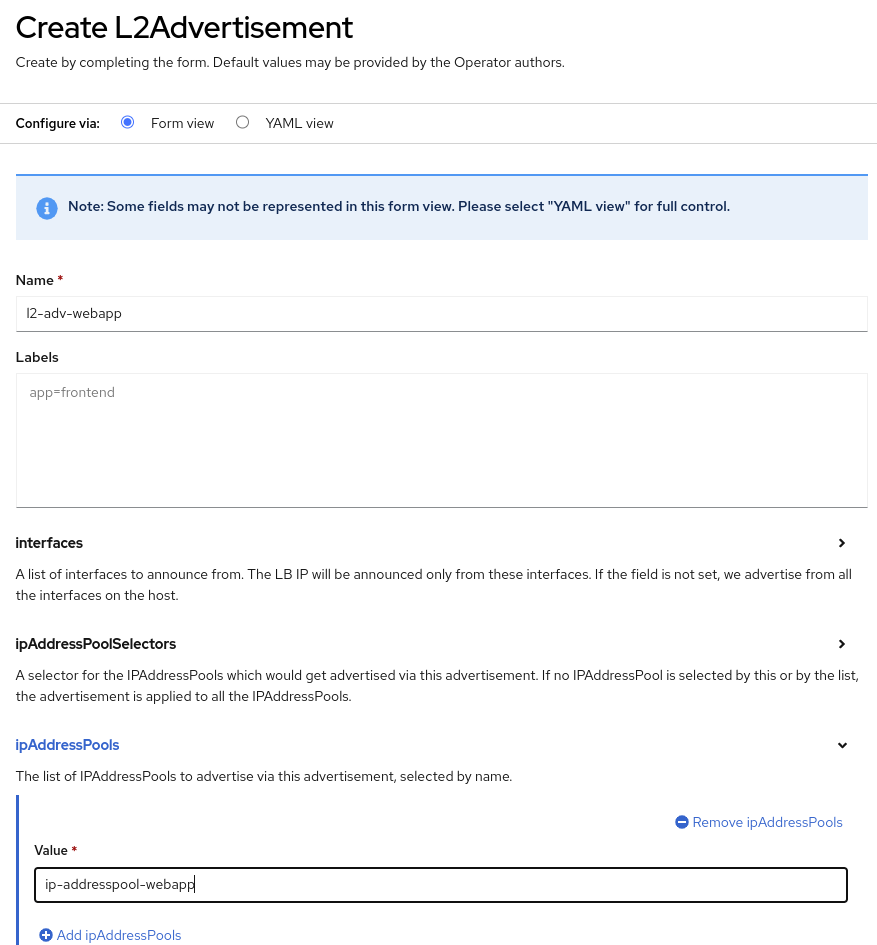 Create L2Advertisement
Create by completing the form. Default values may be provided by the Operator authors.
Configure via: Form view YAML view
Note: Some fields may not be represented in this form view. Please select "YAML view" for full control.
Name *
l2-adv-webapp
Labels
app=frontend
interfaces
A list of interfaces to announce from. The LB IP will be announced only from these interfaces. If the field is not set, we advertise from all
the interfaces on the host.
ipAddressPoolSelectors
A selector for the IPAddressPools which would get advertised via this advertisement. If no IPAddressPool is selected by this or by the list,
the advertisement is applied to all the IPAddressPools.
ipAddressPools
The list of IPAddressPools to advertise via this advertisement, selected by name.
Remove ipAddressPools
Value *
ip-addresspool-webapp
Add ipAddressPools